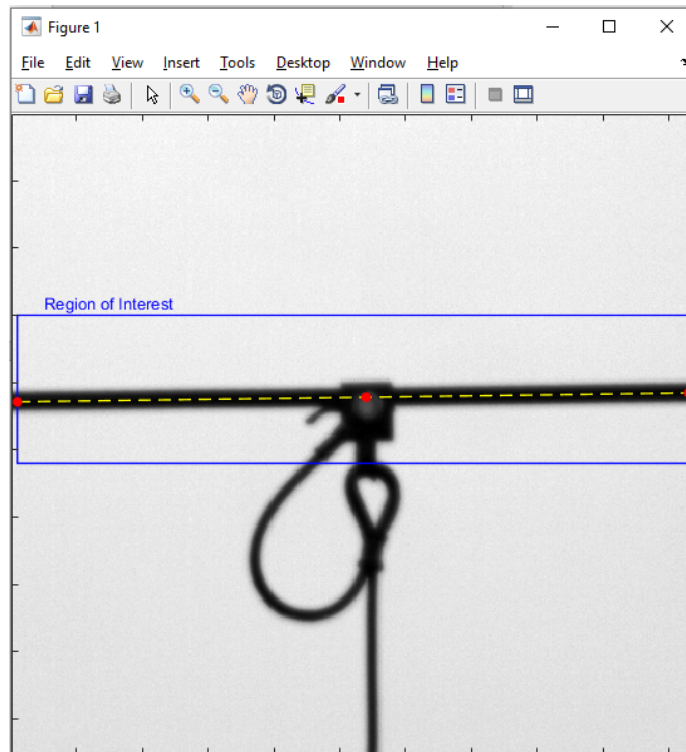 Figure 1
File Edit View Insert Tools Desktop Window Help
Region of Interest